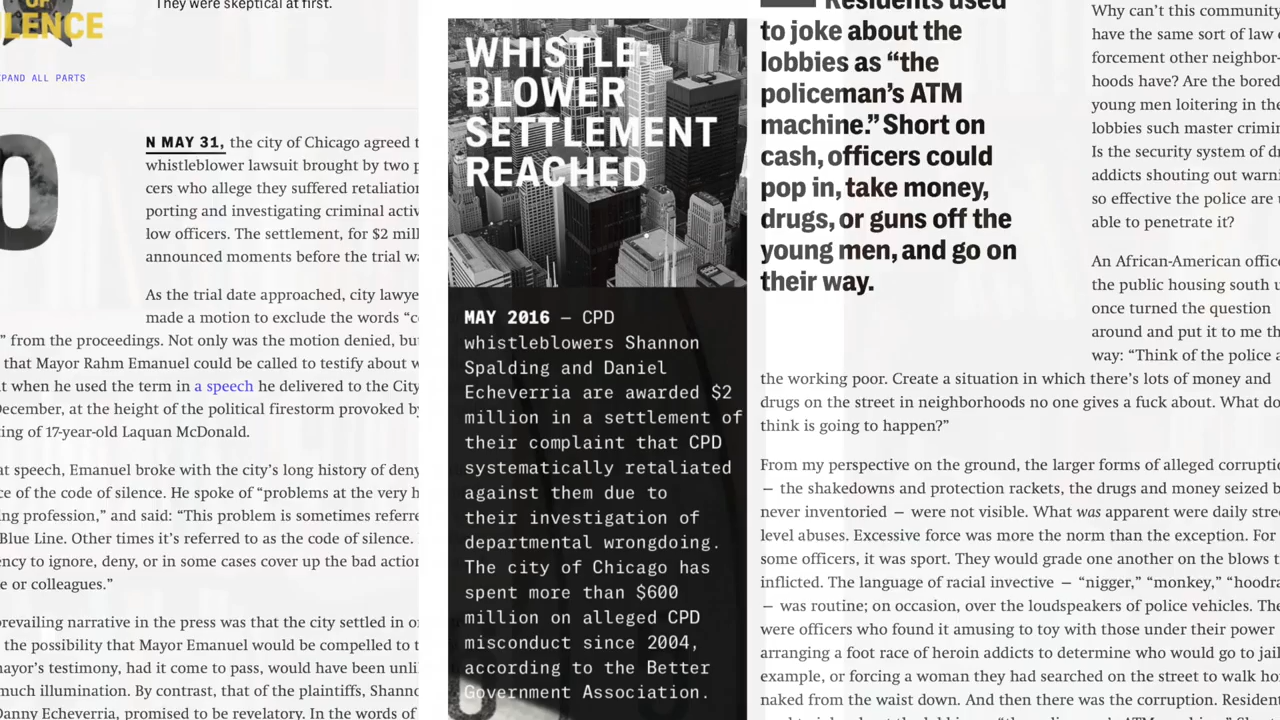 OF
LENCE
They were skeptical at first.
PAND ALL PARTS
O
N MAY 31, the city of Chicago agreed t
whistleblower lawsuit brought by two p
cers who allege they suffered retaliation
porting and investigating criminal activ
low officers. The settlement, for $2 mill
announced moments before the trial wa
As the trial date approached, city lawye
made a motion to exclude the words “c
” from the proceedings. Not only was the motion denied, bu
that Mayor Rahm Emanuel could be called to testify about w
t when he used the term in a speech he delivered to the City
December, at the height of the political firestorm provoked by
ing of 17-year-old Laquan McDonald.
at speech, Emanuel broke with the city’s long history of deny
ce of the code of silence. He spoke of “problems at the very h
ing profession,” and said: “This problem is sometimes referre
Blue Line. Other times it’s referred to as the code of silence.
ency to ignore, deny, or in some cases cover up the bad action
e or colleagues.”
prevailing narrative in the press was that the city settled in or
the possibility that Mayor Emanuel would be compelled to t
mayor’s testimony, had it come to pass, would have been unli
much illumination. By contrast, that of the plaintiffs, Shanno
Danny Echeverria, promised to be revelatory. In the words of
WHISTLE-
BLOWER
SETTLEMENT
REACHED
MAY 2016 – CPD
whistleblowers Shannon
Spalding and Daniel
Echeverria are awarded $2
million in a settlement of
their complaint that CPD
systematically retaliated
against them due to
their investigation of
departmental wrongdoing.
The city of Chicago has
spent more than $600
million on alleged CPD
misconduct since 2004,
according to the Better
Government Association.
Residents used
to joke about the
lobbies as “the
policeman’s ATM
machine.” Short on
cash, officers could
pop in, take money,
drugs, or guns off the
young men, and go on
their way.
Why can’t this community
have the same sort of law e
forcement other neighbor-
hoods have? Are the bored
young men loitering in the
lobbies such master crimin
Is the security system of dr
addicts shouting out warni
so effective the police are u
able to penetrate it?
An African-American office
the public housing south u
once turned the question
around and put it to me th
way: “Think of the police a
the working poor. Create a situation in which there’s lots of money and
drugs on the street in neighborhoods no one gives a fuck about. What do
think is going to happen?”
From my perspective on the ground, the larger forms of alleged corruptio
— the shakedowns and protection rackets, the drugs and money seized b
never inventoried — were not visible. What was apparent were daily stree
level abuses. Excessive force was more the norm than the exception. For
some officers, it was sport. They would grade one another on the blows t
inflicted. The language of racial invective — “nigger,” “monkey,” “hoodra
— was routine; on occasion, over the loudspeakers of police vehicles. The
were officers who found it amusing to toy with those under their power
arranging a foot race of heroin addicts to determine who would go to jail
example, or forcing a woman they had searched on the street to walk ho
naked from the waist down. And then there was the corruption. Residen